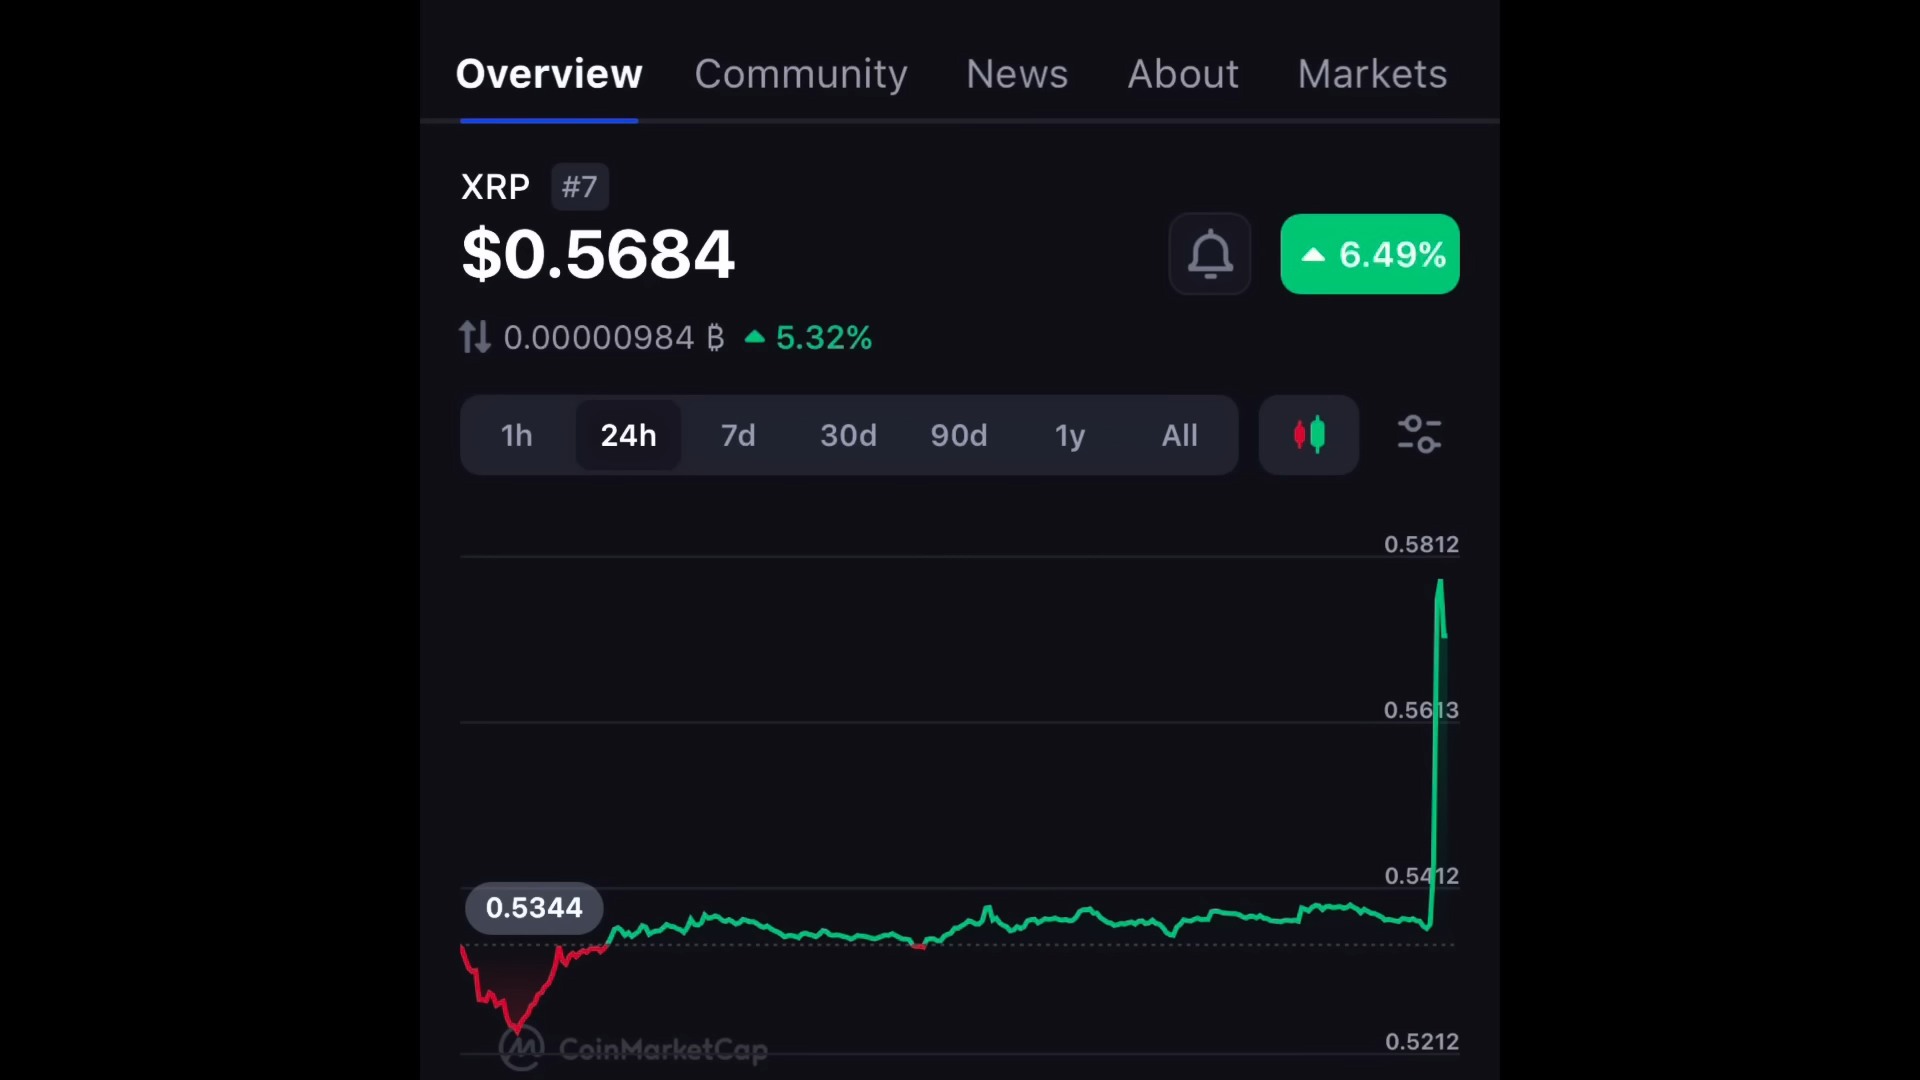 Overview Community News About Markets
XRP #7
$0.5684
6.49%
0.00000984 ₿ 5.32%
1h 24h 7d 30d 90d 1y All
0.5812
0.5613
0.5412
0.5344
0.5212
CoinMarketCap